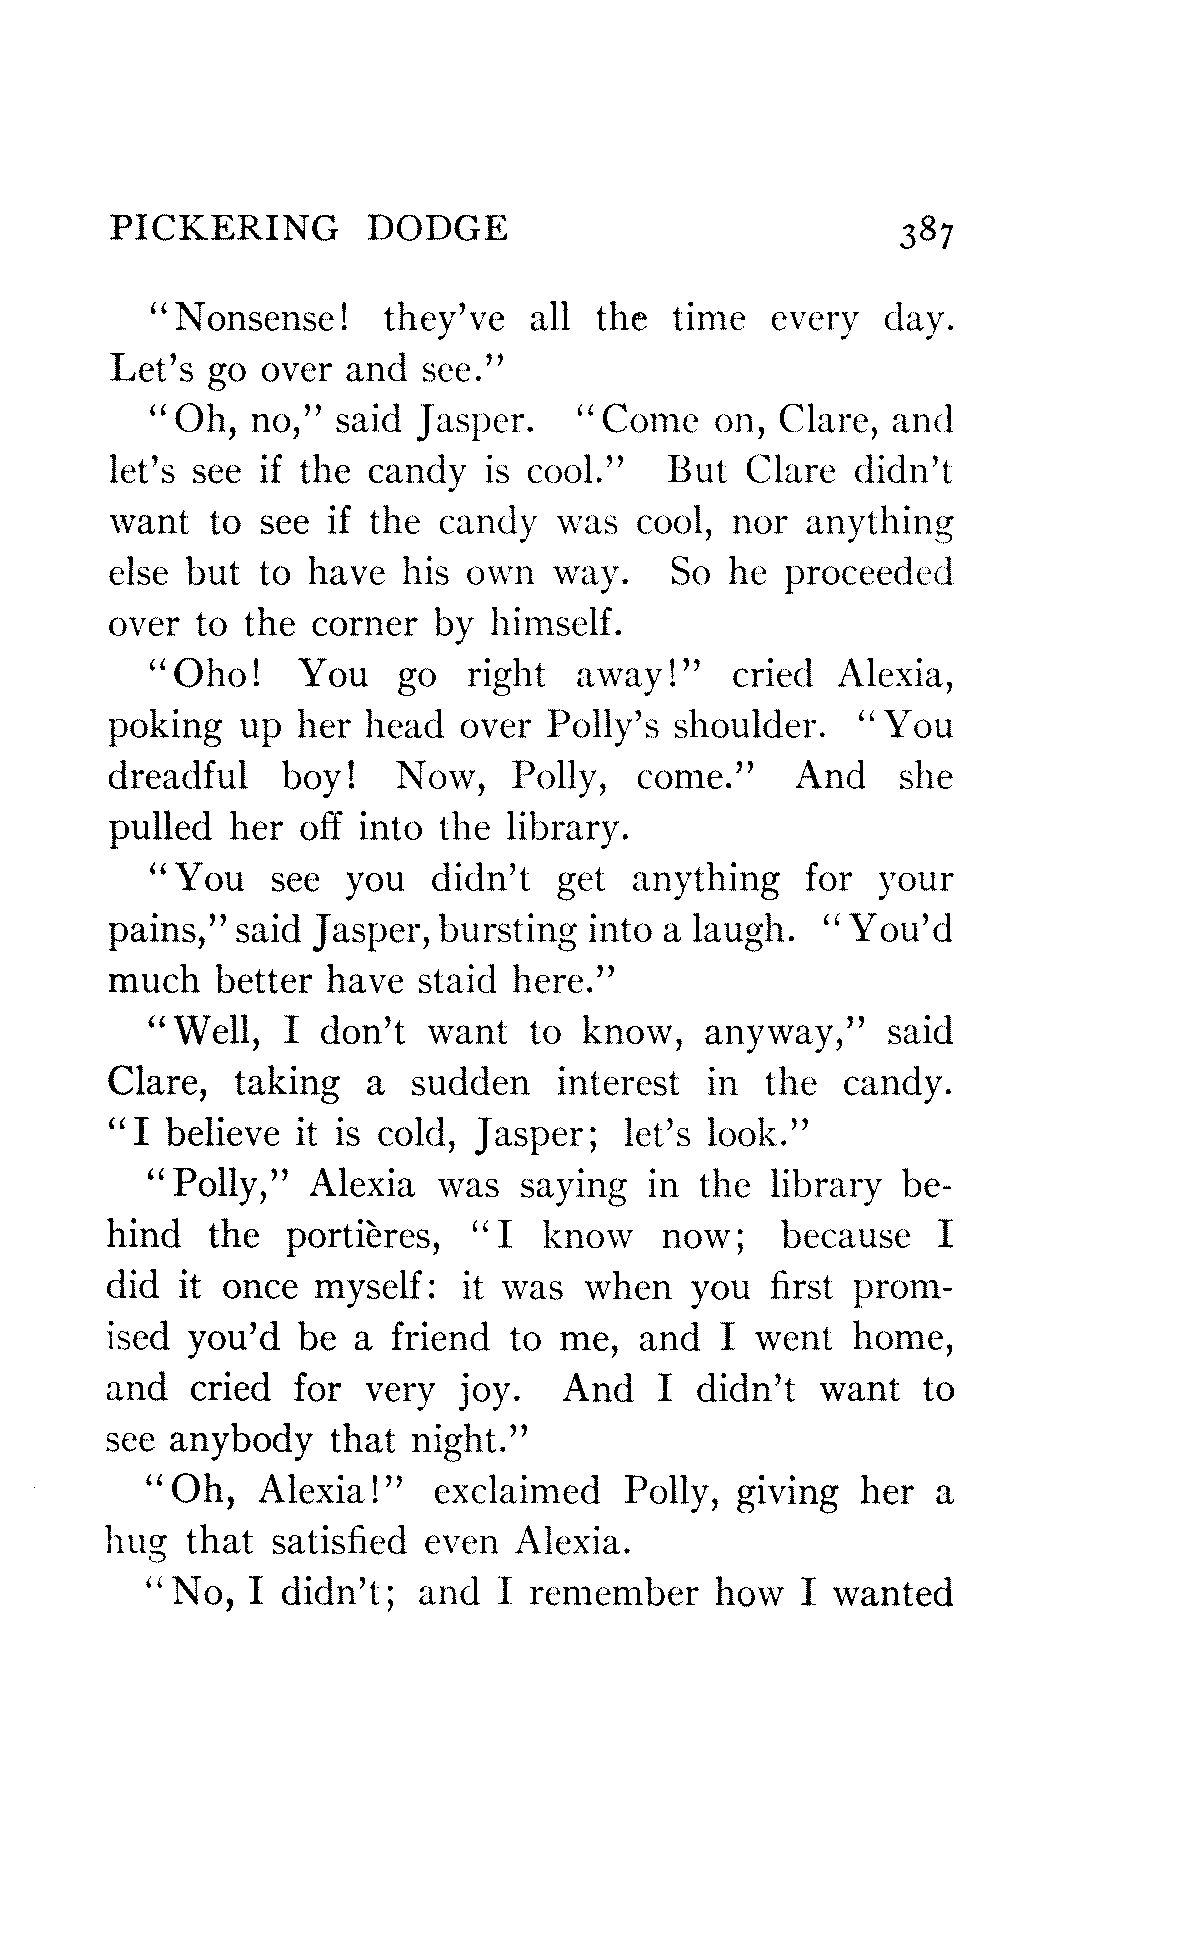 PICKERING DODGE 387
"Nonsense! they've all the time every day.
Let's go over and see."
"Oh, no," said Jasper. "Come on, Clare, and
let's see if the candy is cool." But Clare didn't
want to see if the candy was cool, nor anything
else but to have his own way. So he proceeded
over to the corner by himself.
"Oho! You go right away!" cried Alexia,
poking up her head over Polly's shoulder. "You
dreadful boy! Now, Polly, come." And she
pulled her off into the library.
"You see you didn't get anything for your
pains," said Jasper, bursting into a laugh. "You'd
much better have staid here."
"Well, I don't want to know, anyway," said
Clare, taking a sudden interest in the candy.
"I believe it is cold, Jasper; let's look."
"Polly," Alexia was saying in the library be-
hind the portières, "I know now; because I
did it once myself: it was when you first prom-
ised you'd be a friend to me, and I went home,
and cried for very joy. And I didn't want to
see anybody that night."
"Oh, Alexia!" exclaimed Polly, giving her a
hug that satisfied even Alexia.
"No, I didn't; and I remember how I wanted